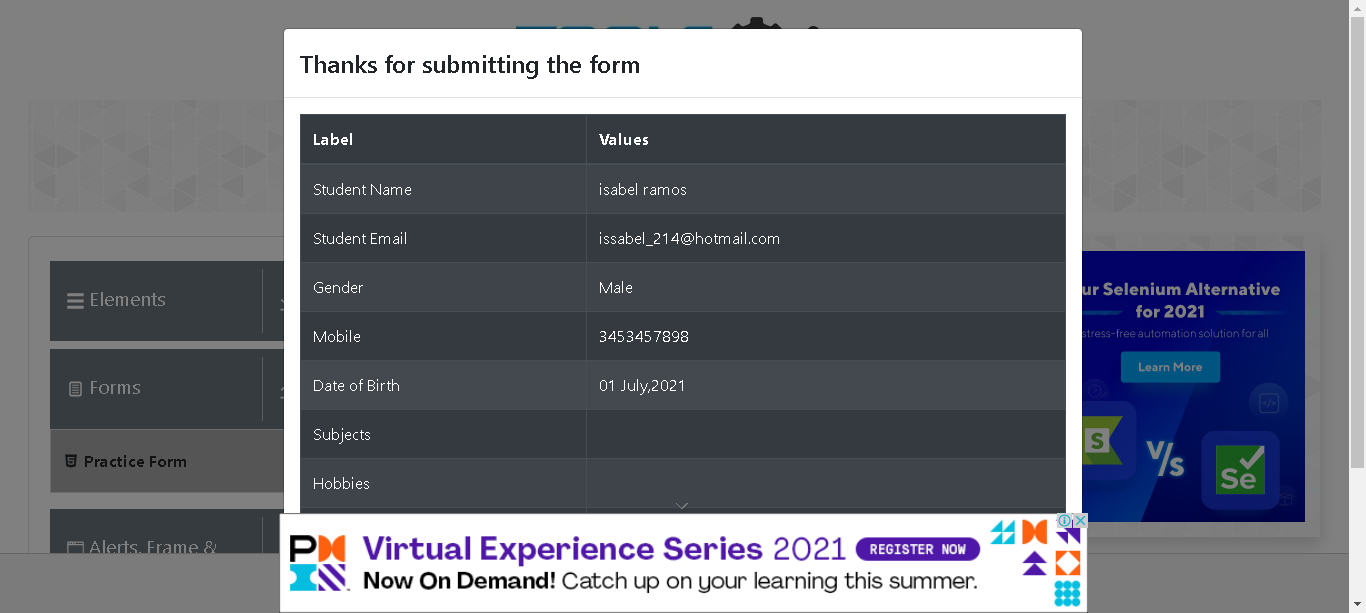 Thanks for submitting the form
Label Values
Student Name isabel ramos
Student Email issabel_214@hotmail.com
Gender Male
Mobile 3453457898
Date of Birth 01 July,2021
Subjects
Hobbies
Elements
Forms
Practice Form
Alerts, Frame &
ur Selenium Alternative
for 2021
stress-free automation solution for all
Learn More
S
V/s
Se
Virtual Experience Series 2021 REGISTER NOW
Now On Demand! Catch up on your learning this summer.